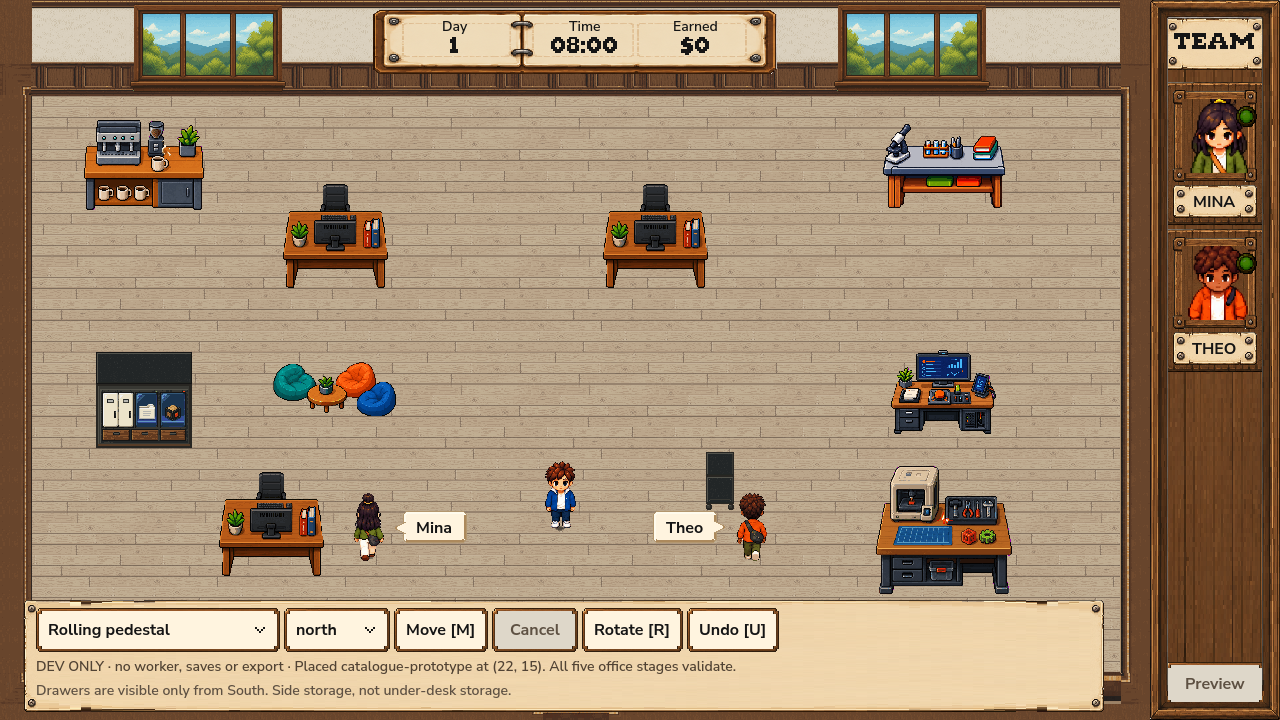 Day
1
Time
08:00
Earned
$0
TEAM
MINA
THEO
Mina
Theo
Rolling pedestal
north
Move [M]
Cancel
Rotate [R]
Undo [U]
DEV ONLY · no worker, saves or export · Placed catalogue-prototype at (22, 15). All five office stages validate.
Drawers are visible only from South. Side storage, not under-desk storage.
Preview